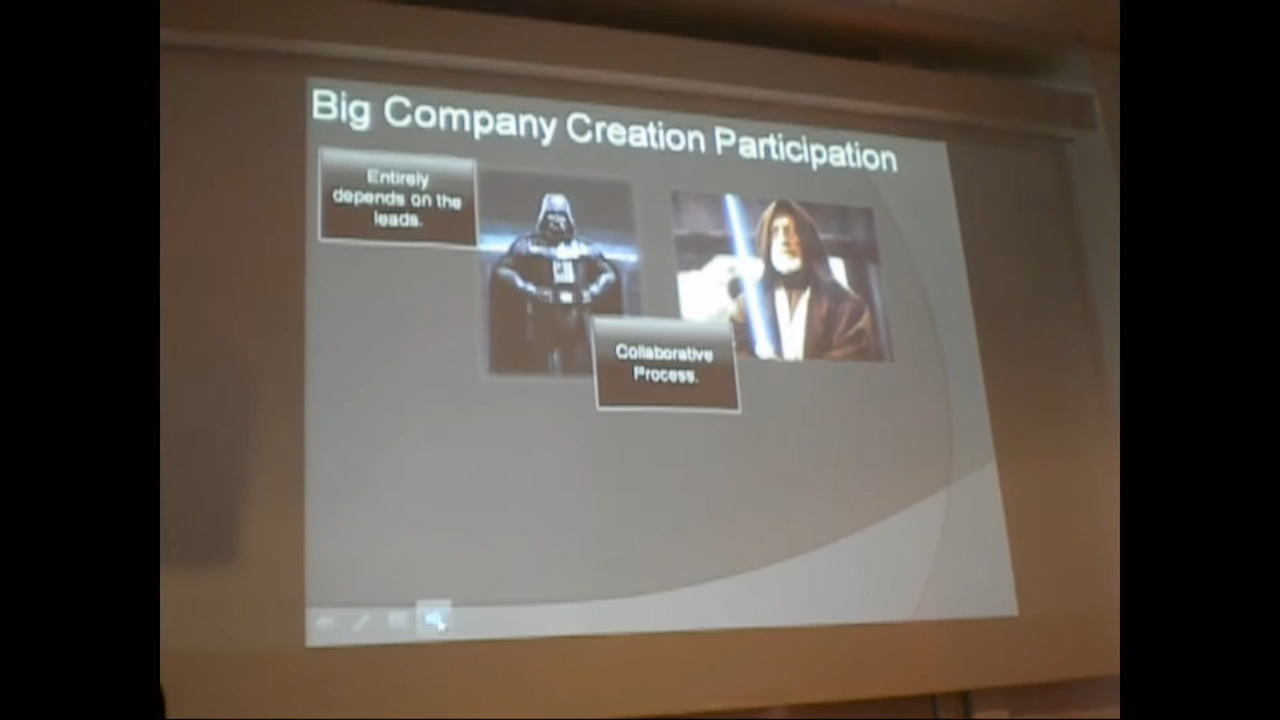 Big Company Creation Participation
Entirely
depends on the
leads.
Collaborative
Process.